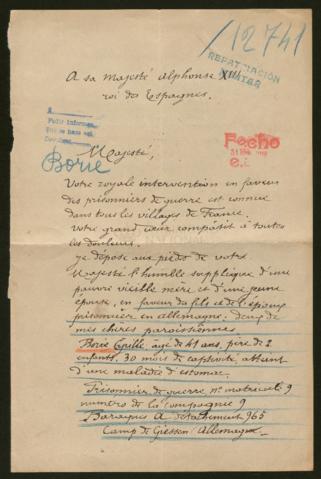 /12741
REPATRIACIÓN
MILITAR
A sa Majesté Alphonse XIII
roi des Espagnes.
Pedir Informes
Fecho
Borie
Majesté,
Votre royale intervention en faveur
des prisonniers de guerre est connue
dans tous les villages de France.
Votre grand cœur compâtit à toutes
les douleurs.
Je dépose aux pieds de votre
Majesté l'humble supplique d'une
pauvre vieille mère et d'une jeune
épouse, en faveur du fils et de l'époux
prisonnier en Allemagne: deux de
mes chères paroissiennes
Borie Cyrille âgé de 41 ans, père de 2
enfants, 30 mois de captivité, atteint
d'une maladie d'estomac.
Prisonnier de guerre n° matricule 9
numéro de la compagnie 9
Baraques A détachement 965
Camp de Giessen. Allemagne.